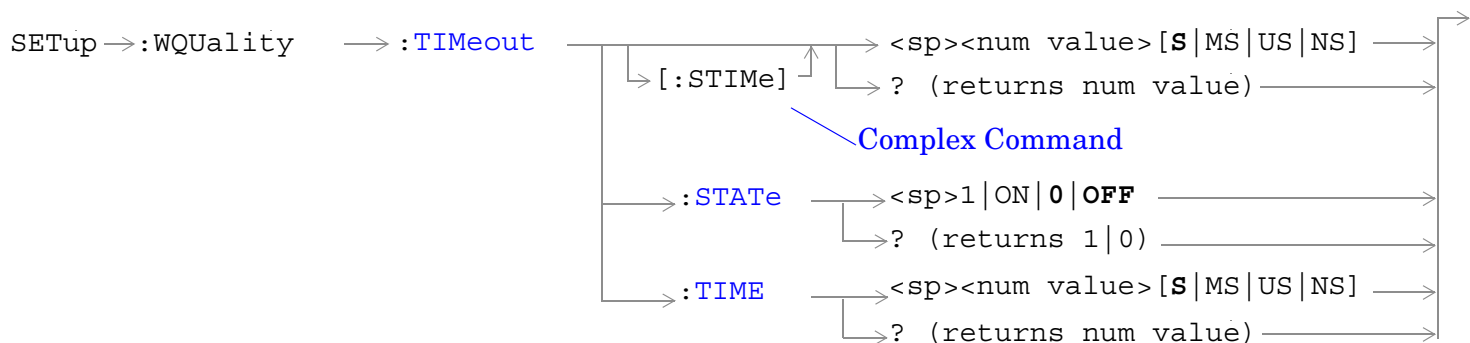 SETup :WQUality :TIMeout <sp><num value>[S|MS|US|NS]
[:STIMe] ? (returns num value)
Complex Command
:STATe <sp>1|ON|0|OFF
? (returns 1|0)
:TIME <sp><num value>[S|MS|US|NS]
? (returns num value)